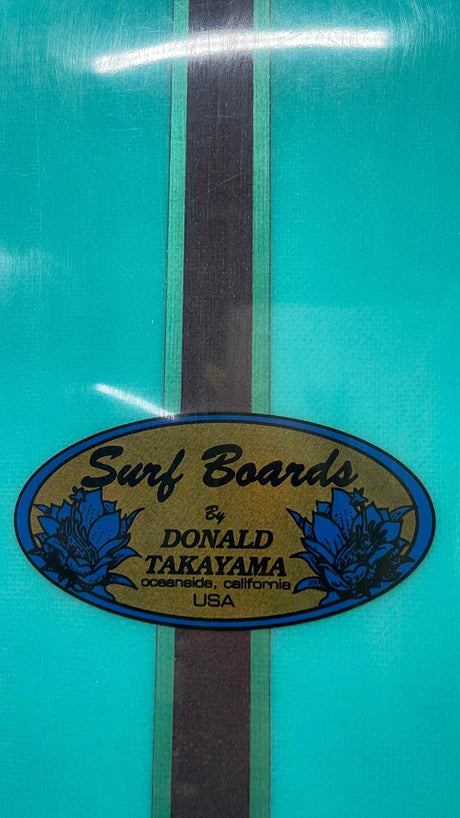 Surf Boards
By
DONALD
TAKAYAMA
oceanside, california
USA